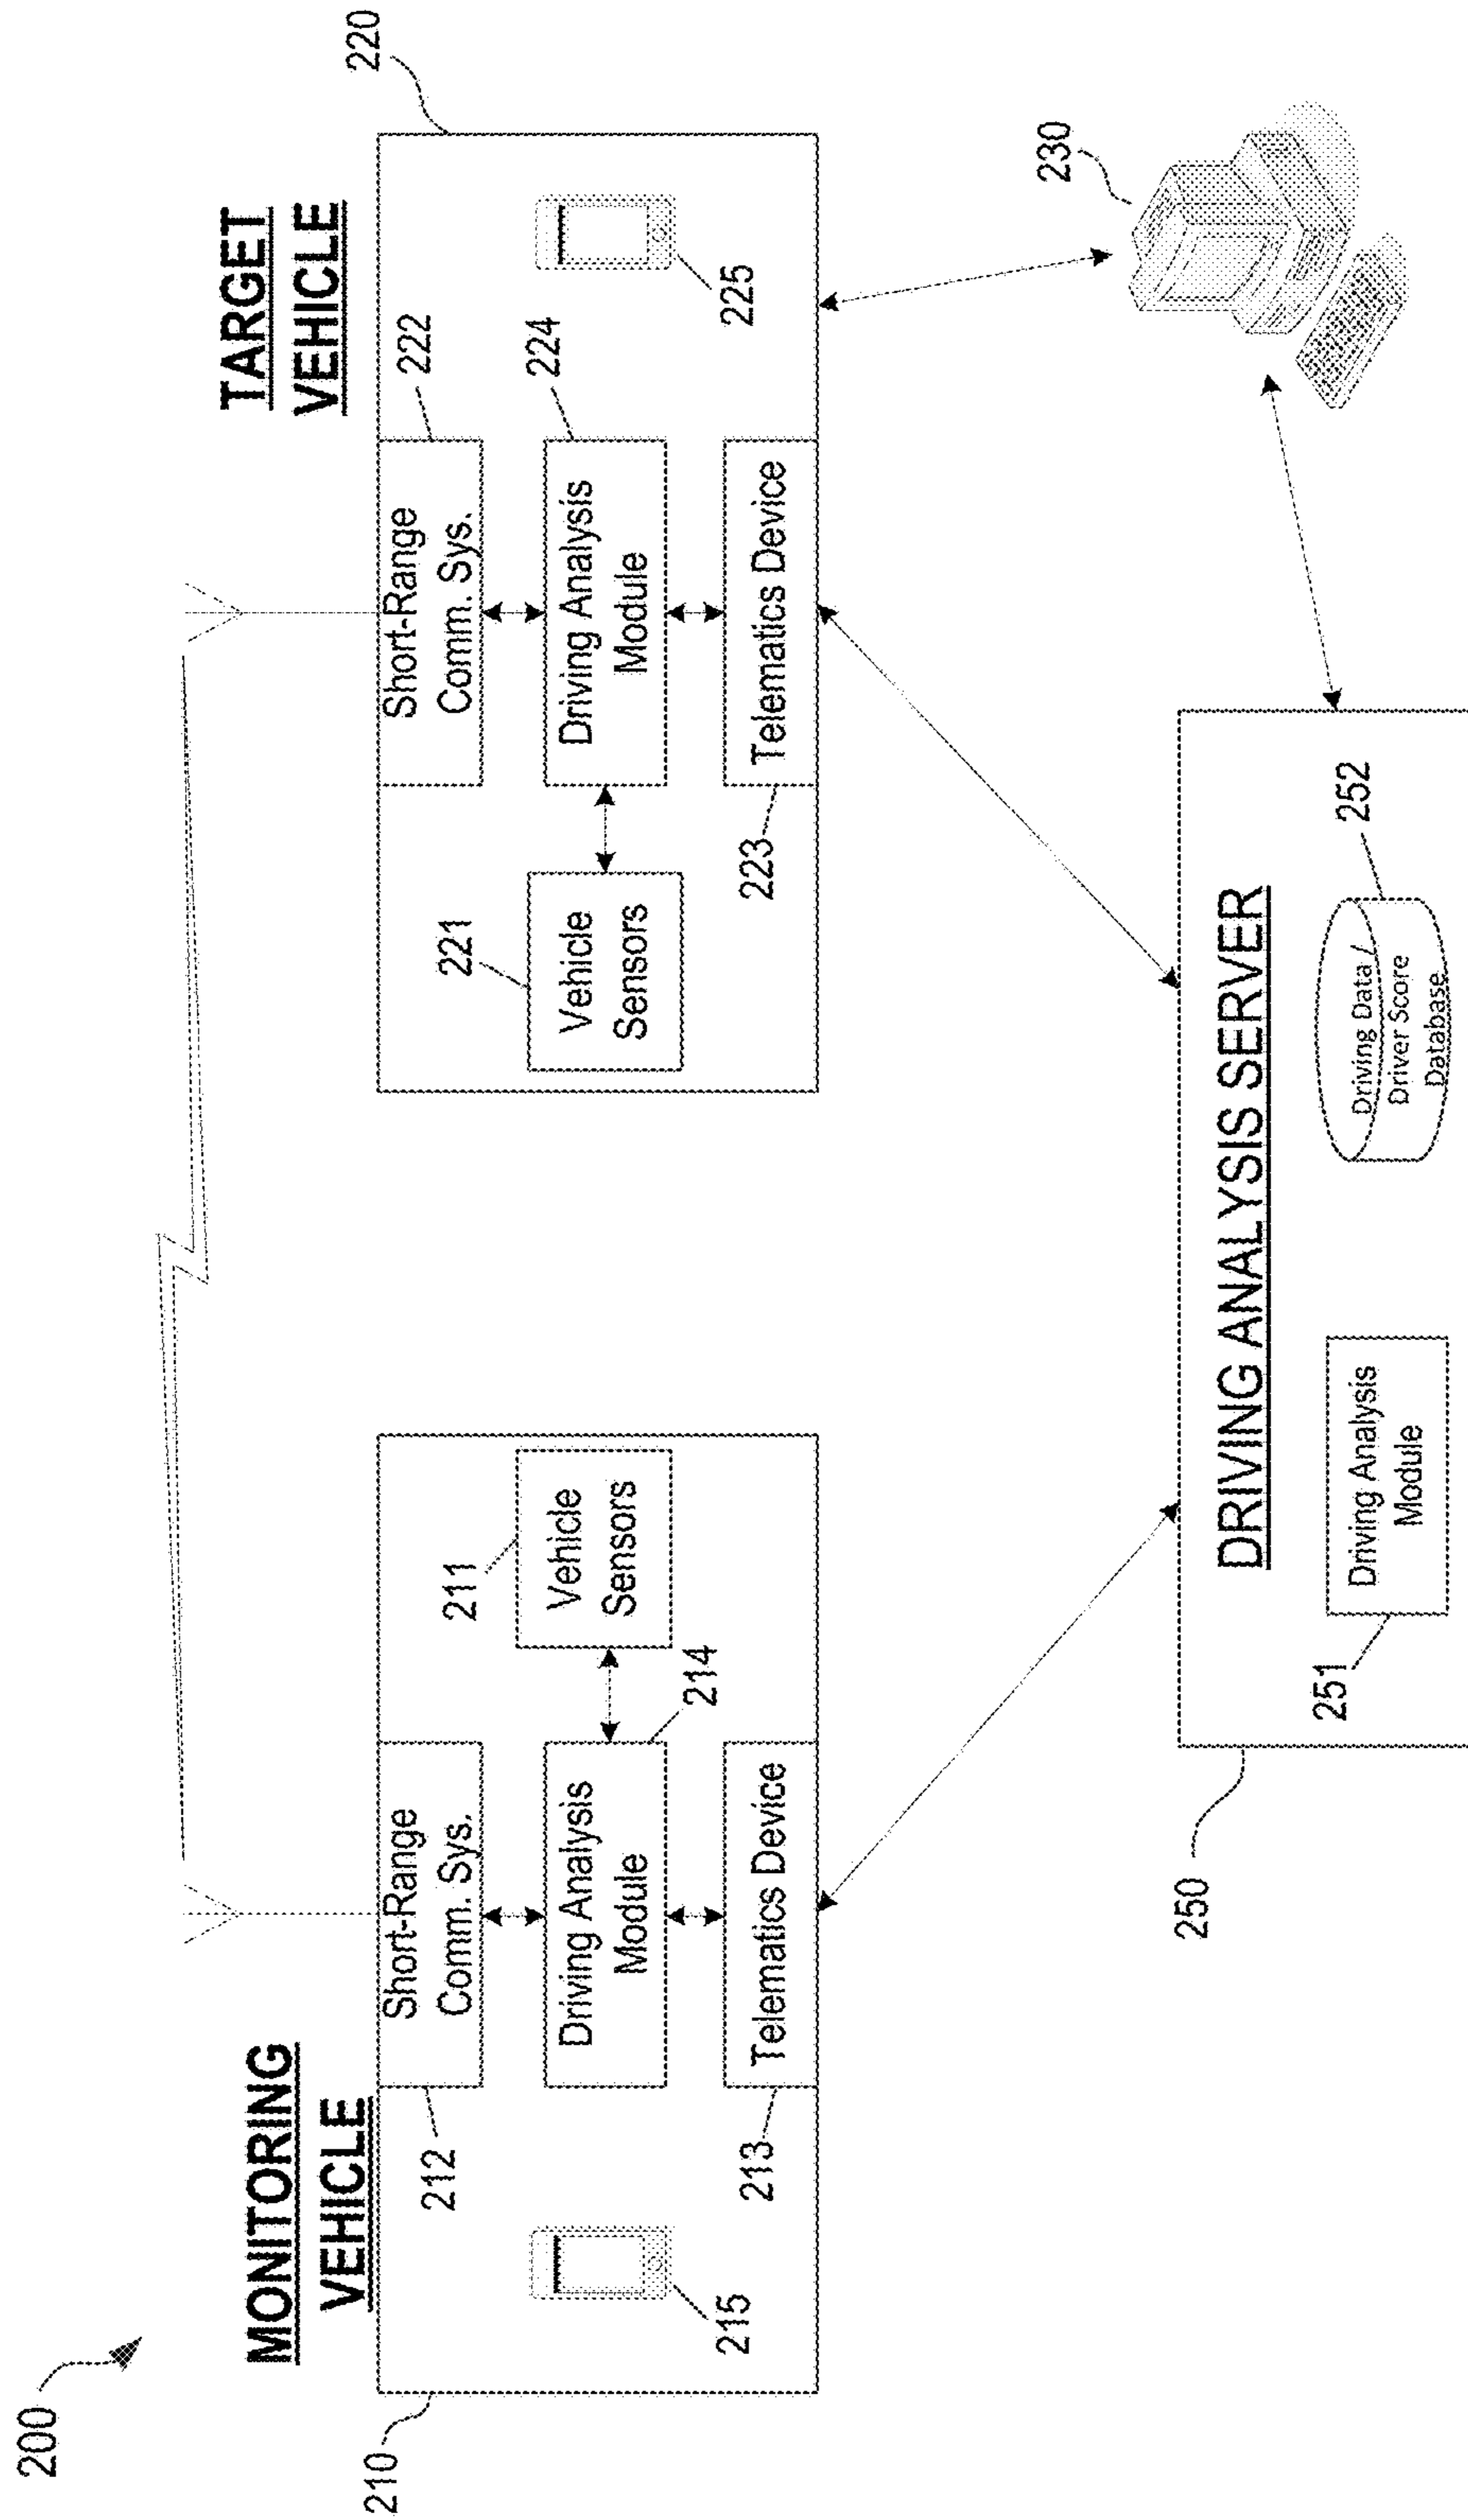 200
MONITORING
VEHICLE
210
212
Short-Range
Comm. Sys.
211
Vehicle
Sensors
Driving Analysis
Module
214
215
213
Telematics Device
TARGET
VEHICLE
220
221
Vehicle
Sensors
Short-Range
Comm. Sys.
222
Driving Analysis
Module
224
225
223
Telematics Device
230
250
DRIVING ANALYSIS SERVER
251
Driving Analysis
Module
252
Driving Data /
Driver Score
Database